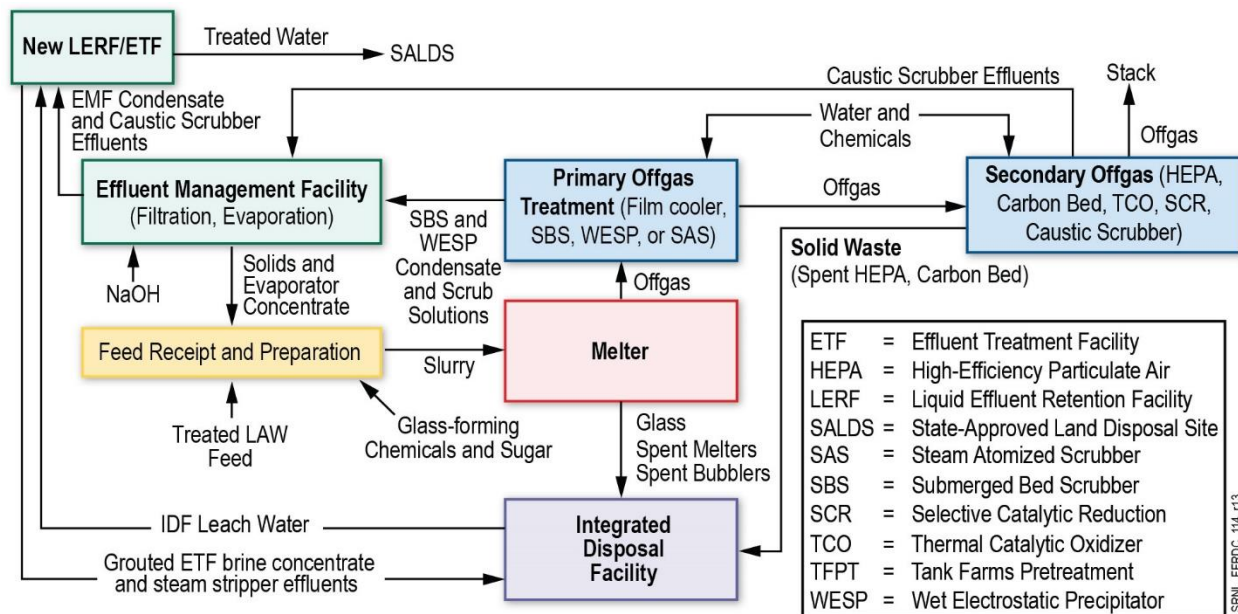 New LERF/ETF
Treated Water
SALDS
EMF Condensate
and Caustic Scrubber
Effluents
Caustic Scrubber Effluents
Stack
Water and
Chemicals
Offgas
Effluent Management Facility
(Filtration, Evaporation)
Primary Offgas
Treatment (Film cooler,
SBS, WESP, or SAS)
Offgas
Secondary Offgas (HEPA,
Carbon Bed, TCO, SCR,
Caustic Scrubber)
SBS and
WESP
Condensate
and Scrub
Solutions
Solid Waste
(Spent HEPA, Carbon Bed)
NaOH
Solids and
Evaporator
Concentrate
Offgas
Feed Receipt and Preparation
Slurry
Melter
Treated LAW
Feed
Glass-forming
Chemicals and Sugar
Glass
Spent Melters
Spent Bubblers
IDF Leach Water
Grouted ETF brine concentrate
and steam stripper effluents
Integrated
Disposal
Facility
ETF = Effluent Treatment Facility
HEPA = High-Efficiency Particulate Air
LERF = Liquid Effluent Retention Facility
SALDS = State-Approved Land Disposal Site
SAS = Steam Atomized Scrubber
SBS = Submerged Bed Scrubber
SCR = Selective Catalytic Reduction
TCO = Thermal Catalytic Oxidizer
TFPT = Tank Farms Pretreatment
WESP = Wet Electrostatic Precipitator